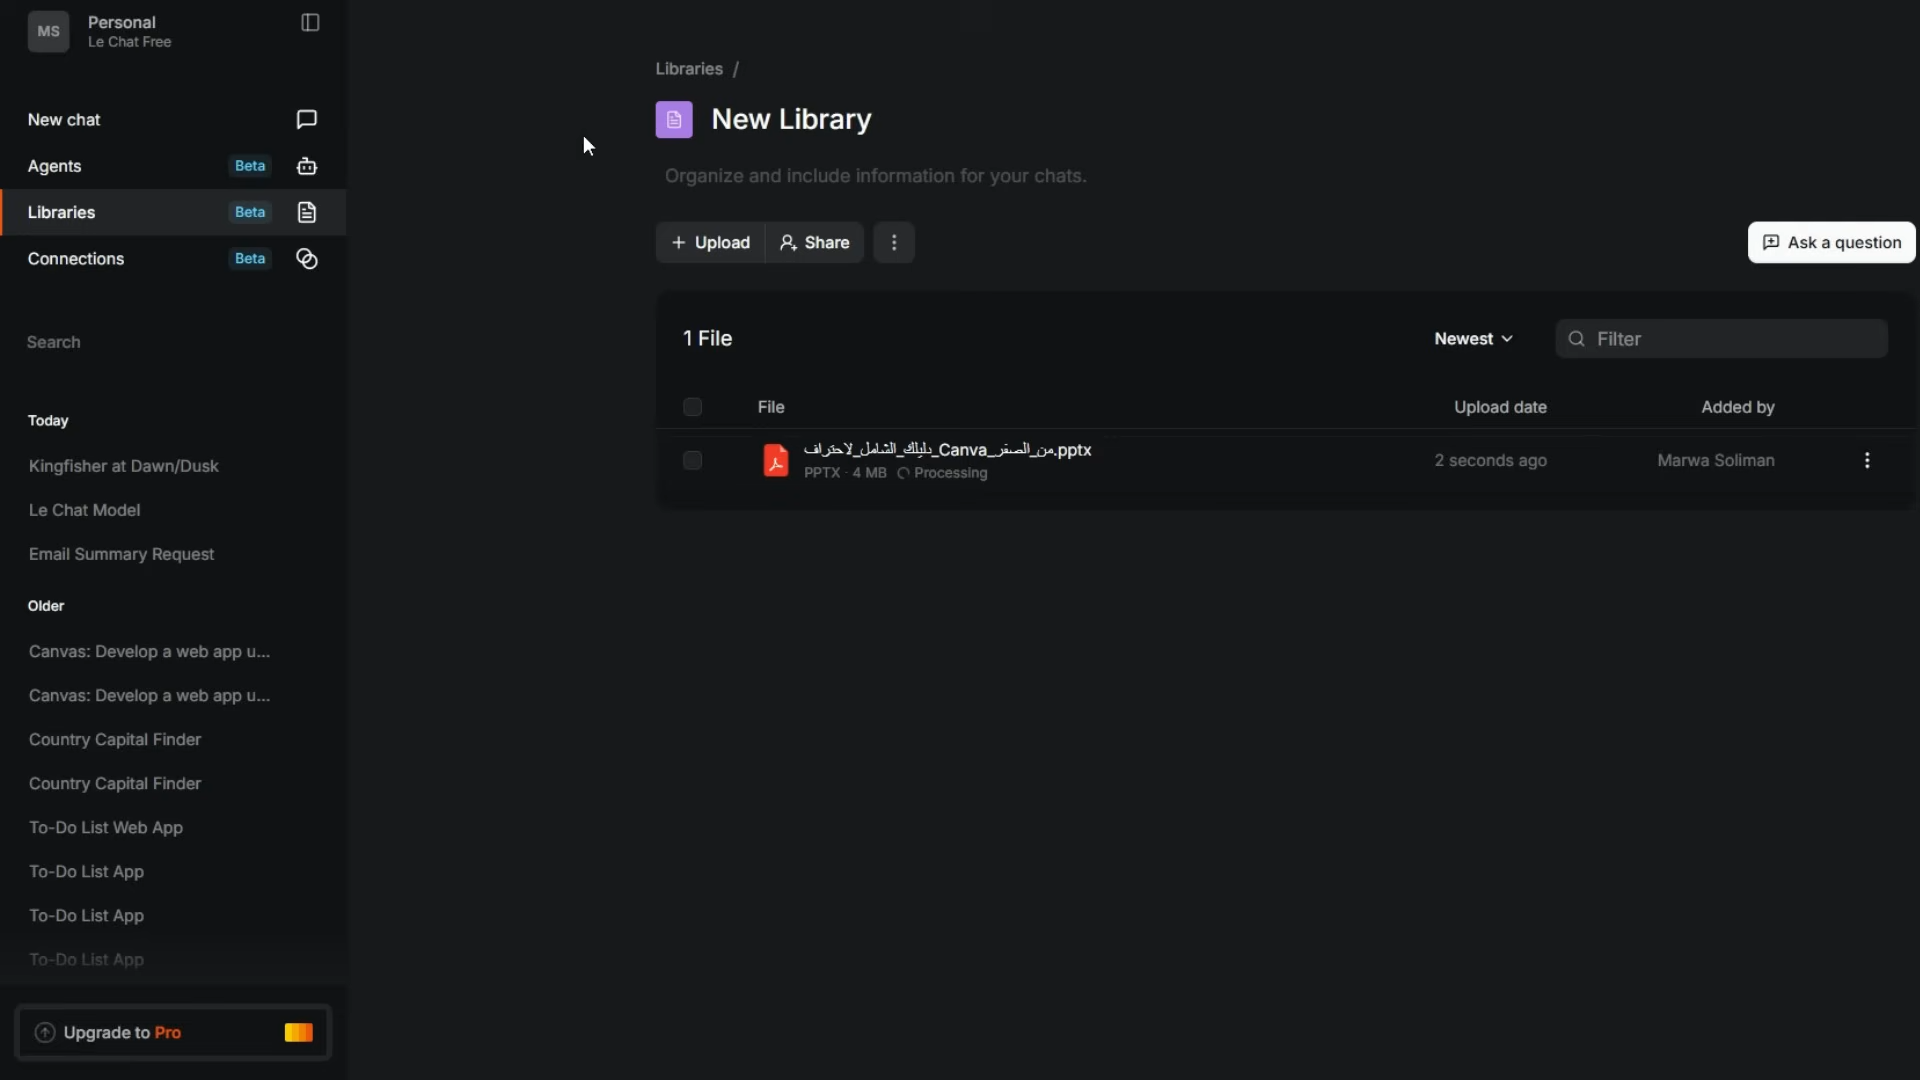 MS
Personal
Le Chat Free
New chat
Agents Beta
Libraries Beta
Connections Beta
Search
Today
Kingfisher at Dawn/Dusk
Le Chat Model
Email Summary Request
Older
Canvas: Develop a web app u...
Canvas: Develop a web app u...
Country Capital Finder
Country Capital Finder
To-Do List Web App
To-Do List App
To-Do List App
To-Do List App
Upgrade to Pro
Libraries /
New Library
Organize and include information for your chats.
+ Upload Share
Ask a question
1 File
Newest Filter
File Upload date Added by
دليلك_الشامل_لاحتراف_Canva_من_الصفر.pptx
PPTX · 4 MB Processing
2 seconds ago Marwa Soliman